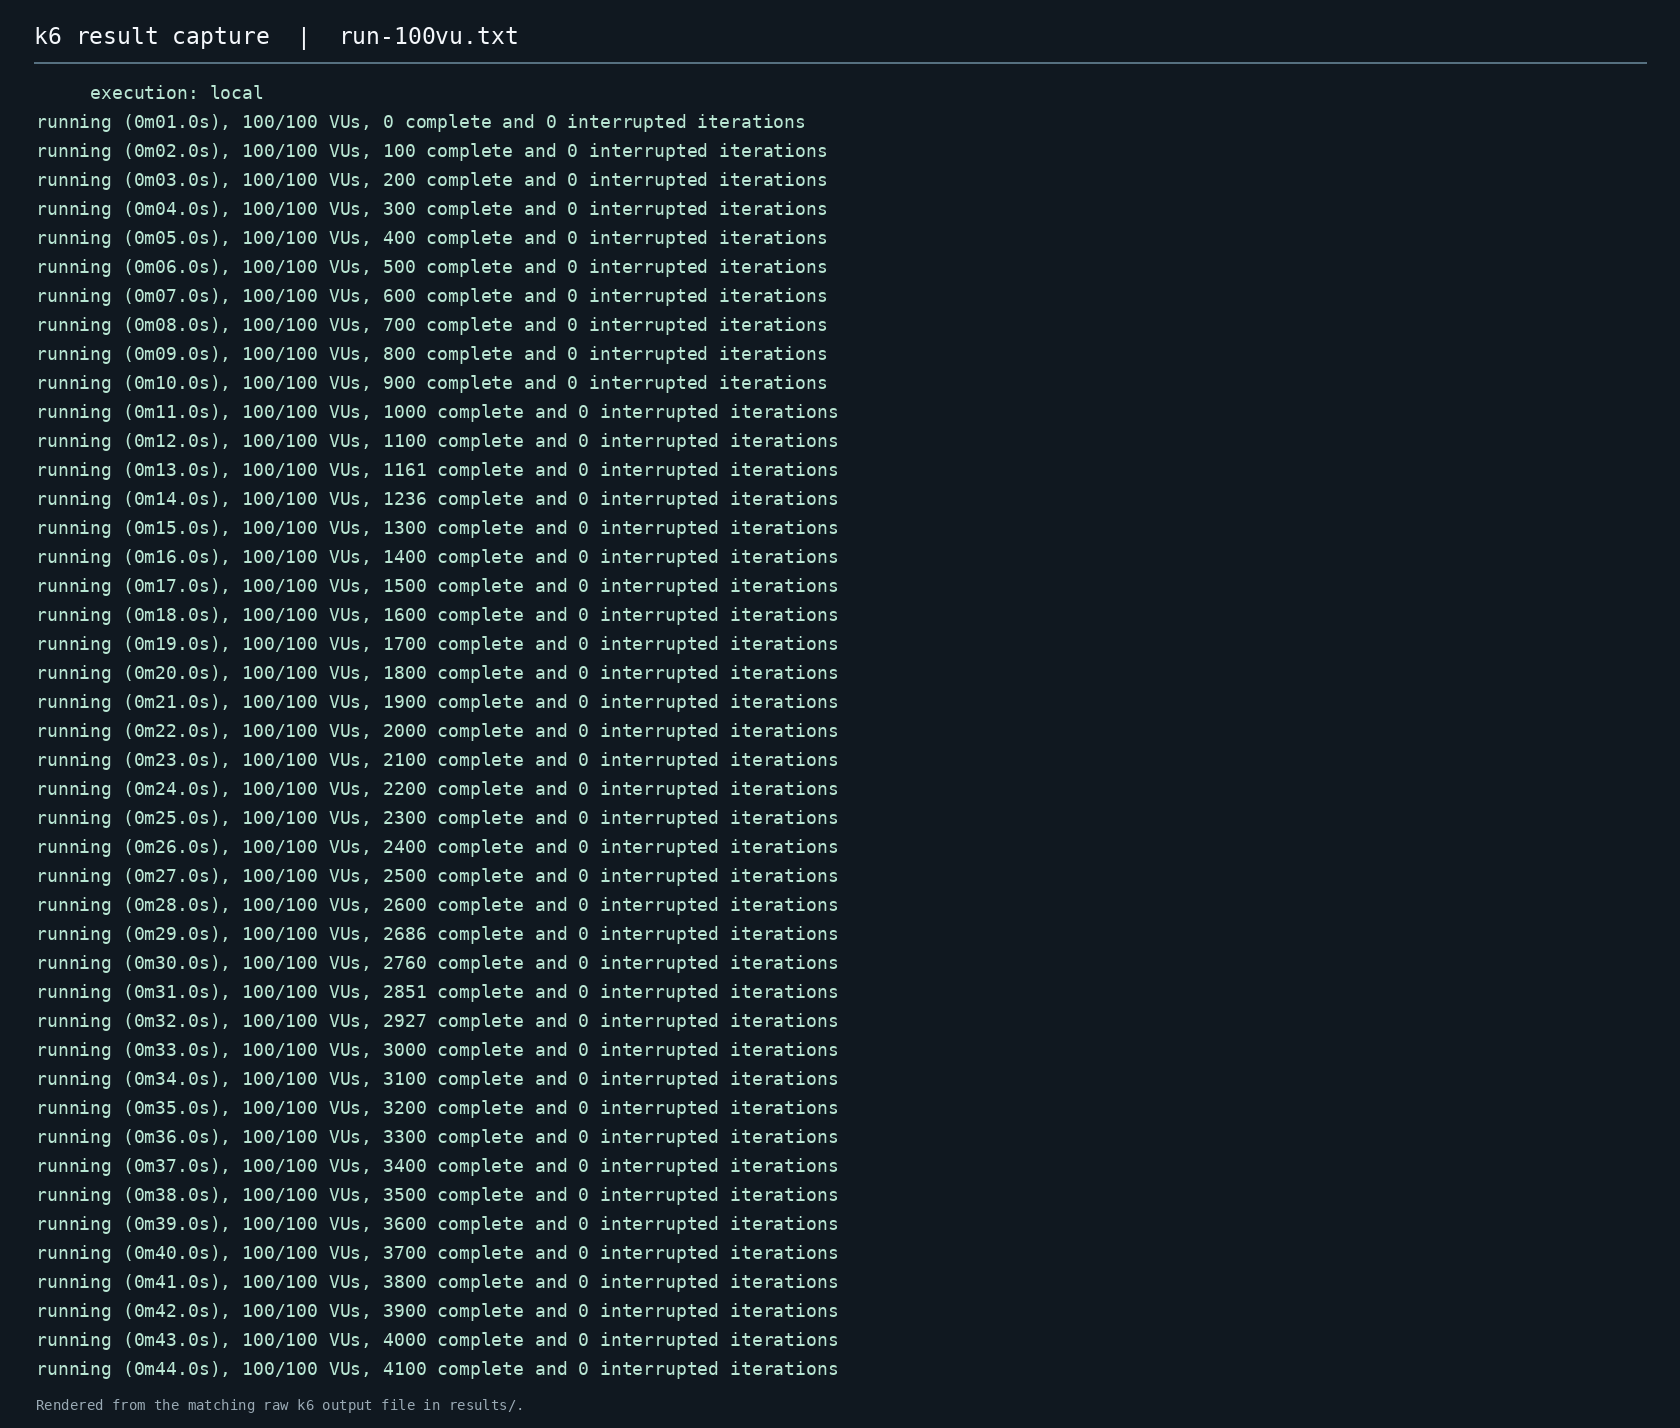 k6 result capture  |  run-100vu.txt
execution: local
running (0m01.0s), 100/100 VUs, 0 complete and 0 interrupted iterations
running (0m02.0s), 100/100 VUs, 100 complete and 0 interrupted iterations
running (0m03.0s), 100/100 VUs, 200 complete and 0 interrupted iterations
running (0m04.0s), 100/100 VUs, 300 complete and 0 interrupted iterations
running (0m05.0s), 100/100 VUs, 400 complete and 0 interrupted iterations
running (0m06.0s), 100/100 VUs, 500 complete and 0 interrupted iterations
running (0m07.0s), 100/100 VUs, 600 complete and 0 interrupted iterations
running (0m08.0s), 100/100 VUs, 700 complete and 0 interrupted iterations
running (0m09.0s), 100/100 VUs, 800 complete and 0 interrupted iterations
running (0m10.0s), 100/100 VUs, 900 complete and 0 interrupted iterations
running (0m11.0s), 100/100 VUs, 1000 complete and 0 interrupted iterations
running (0m12.0s), 100/100 VUs, 1100 complete and 0 interrupted iterations
running (0m13.0s), 100/100 VUs, 1161 complete and 0 interrupted iterations
running (0m14.0s), 100/100 VUs, 1236 complete and 0 interrupted iterations
running (0m15.0s), 100/100 VUs, 1300 complete and 0 interrupted iterations
running (0m16.0s), 100/100 VUs, 1400 complete and 0 interrupted iterations
running (0m17.0s), 100/100 VUs, 1500 complete and 0 interrupted iterations
running (0m18.0s), 100/100 VUs, 1600 complete and 0 interrupted iterations
running (0m19.0s), 100/100 VUs, 1700 complete and 0 interrupted iterations
running (0m20.0s), 100/100 VUs, 1800 complete and 0 interrupted iterations
running (0m21.0s), 100/100 VUs, 1900 complete and 0 interrupted iterations
running (0m22.0s), 100/100 VUs, 2000 complete and 0 interrupted iterations
running (0m23.0s), 100/100 VUs, 2100 complete and 0 interrupted iterations
running (0m24.0s), 100/100 VUs, 2200 complete and 0 interrupted iterations
running (0m25.0s), 100/100 VUs, 2300 complete and 0 interrupted iterations
running (0m26.0s), 100/100 VUs, 2400 complete and 0 interrupted iterations
running (0m27.0s), 100/100 VUs, 2500 complete and 0 interrupted iterations
running (0m28.0s), 100/100 VUs, 2600 complete and 0 interrupted iterations
running (0m29.0s), 100/100 VUs, 2686 complete and 0 interrupted iterations
running (0m30.0s), 100/100 VUs, 2760 complete and 0 interrupted iterations
running (0m31.0s), 100/100 VUs, 2851 complete and 0 interrupted iterations
running (0m32.0s), 100/100 VUs, 2927 complete and 0 interrupted iterations
running (0m33.0s), 100/100 VUs, 3000 complete and 0 interrupted iterations
running (0m34.0s), 100/100 VUs, 3100 complete and 0 interrupted iterations
running (0m35.0s), 100/100 VUs, 3200 complete and 0 interrupted iterations
running (0m36.0s), 100/100 VUs, 3300 complete and 0 interrupted iterations
running (0m37.0s), 100/100 VUs, 3400 complete and 0 interrupted iterations
running (0m38.0s), 100/100 VUs, 3500 complete and 0 interrupted iterations
running (0m39.0s), 100/100 VUs, 3600 complete and 0 interrupted iterations
running (0m40.0s), 100/100 VUs, 3700 complete and 0 interrupted iterations
running (0m41.0s), 100/100 VUs, 3800 complete and 0 interrupted iterations
running (0m42.0s), 100/100 VUs, 3900 complete and 0 interrupted iterations
running (0m43.0s), 100/100 VUs, 4000 complete and 0 interrupted iterations
running (0m44.0s), 100/100 VUs, 4100 complete and 0 interrupted iterations
Rendered from the matching raw k6 output file in results/.